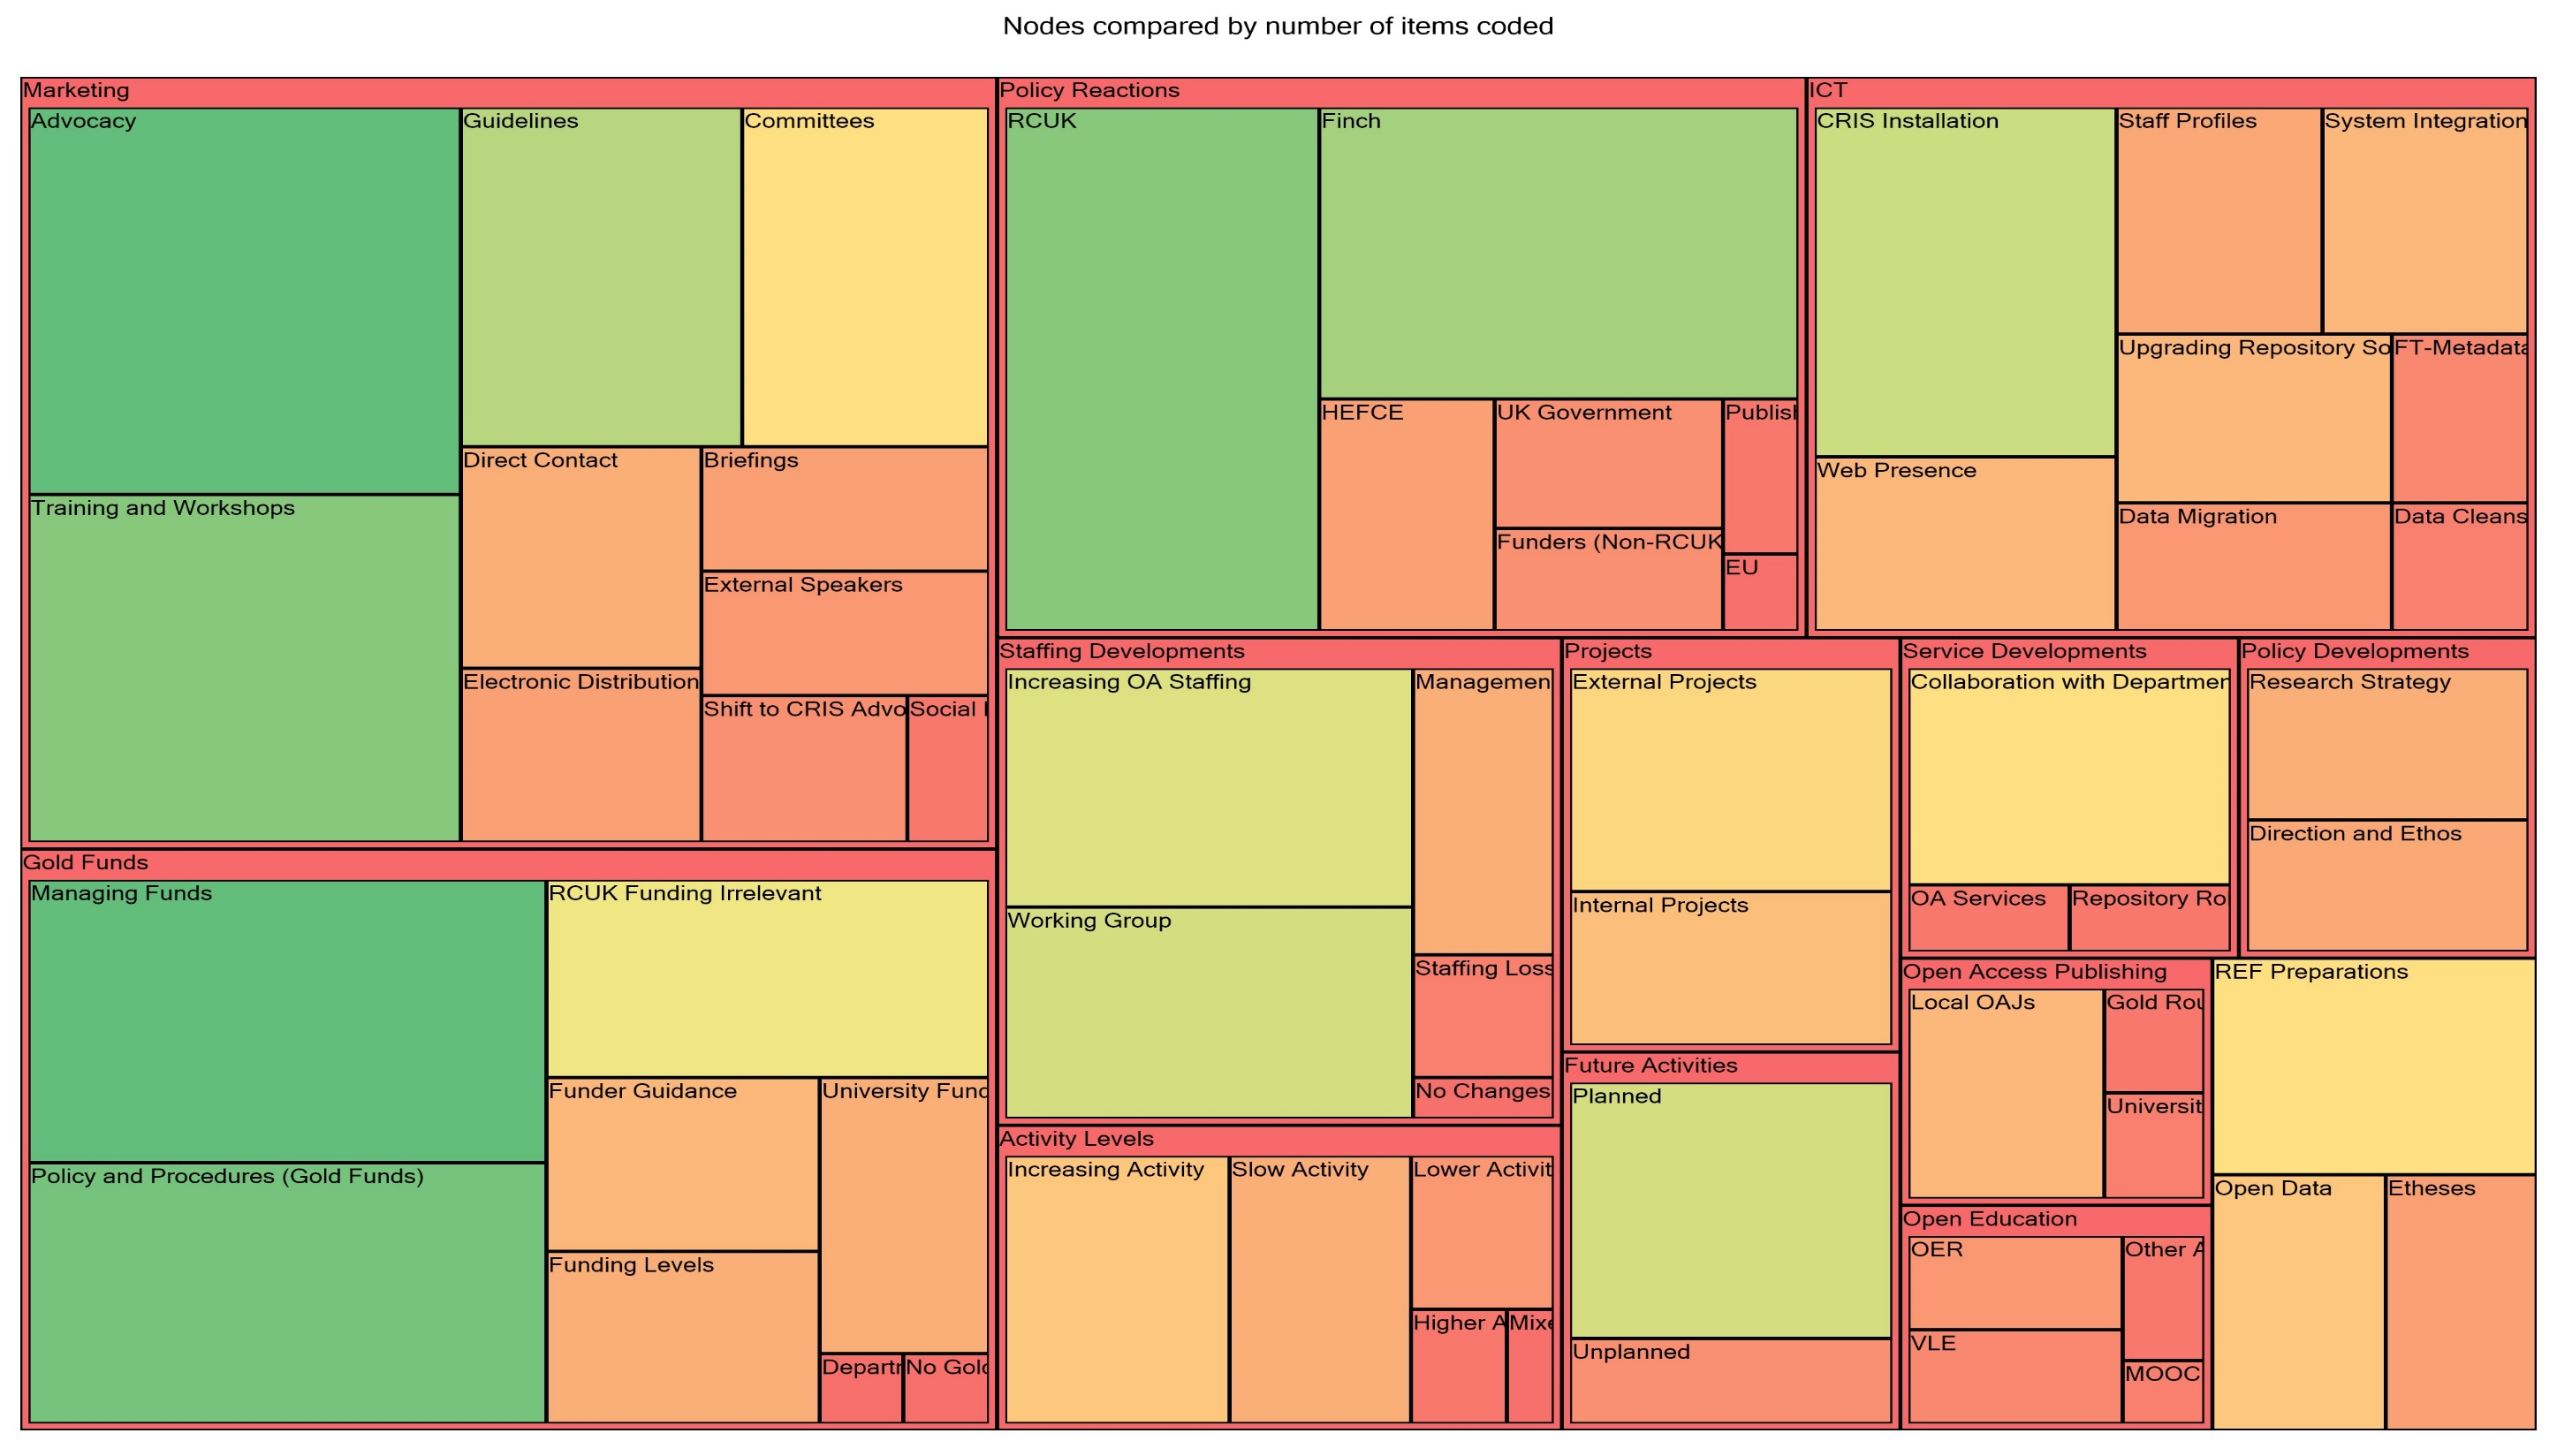 Nodes compared by number of items coded
Marketing
Advocacy
Training and Workshops
Guidelines
Committees
Direct Contact
Electronic Distribution
Briefings
External Speakers
Shift to CRIS Advo
Social
Gold Funds
Managing Funds
Policy and Procedures (Gold Funds)
RCUK Funding Irrelevant
Funder Guidance
Funding Levels
University Fund
Departr
No Gold
Policy Reactions
RCUK
Finch
HEFCE
UK Government
Funders (Non-RCUK
Publish
EU
ICT
CRIS Installation
Web Presence
Staff Profiles
System Integration
Upgrading Repository So
FT-Metadata
Data Migration
Data Cleans
Staffing Developments
Increasing OA Staffing
Working Group
Managemen
Staffing Loss
No Changes
Activity Levels
Increasing Activity
Slow Activity
Lower Activit
Higher A
Mixe
Projects
External Projects
Internal Projects
Future Activities
Planned
Unplanned
Service Developments
Collaboration with Departmen
OA Services
Repository Rol
Policy Developments
Research Strategy
Direction and Ethos
Open Access Publishing
Local OAJs
Gold Rou
Universit
Open Education
OER
VLE
Other A
MOOC
REF Preparations
Open Data
Etheses